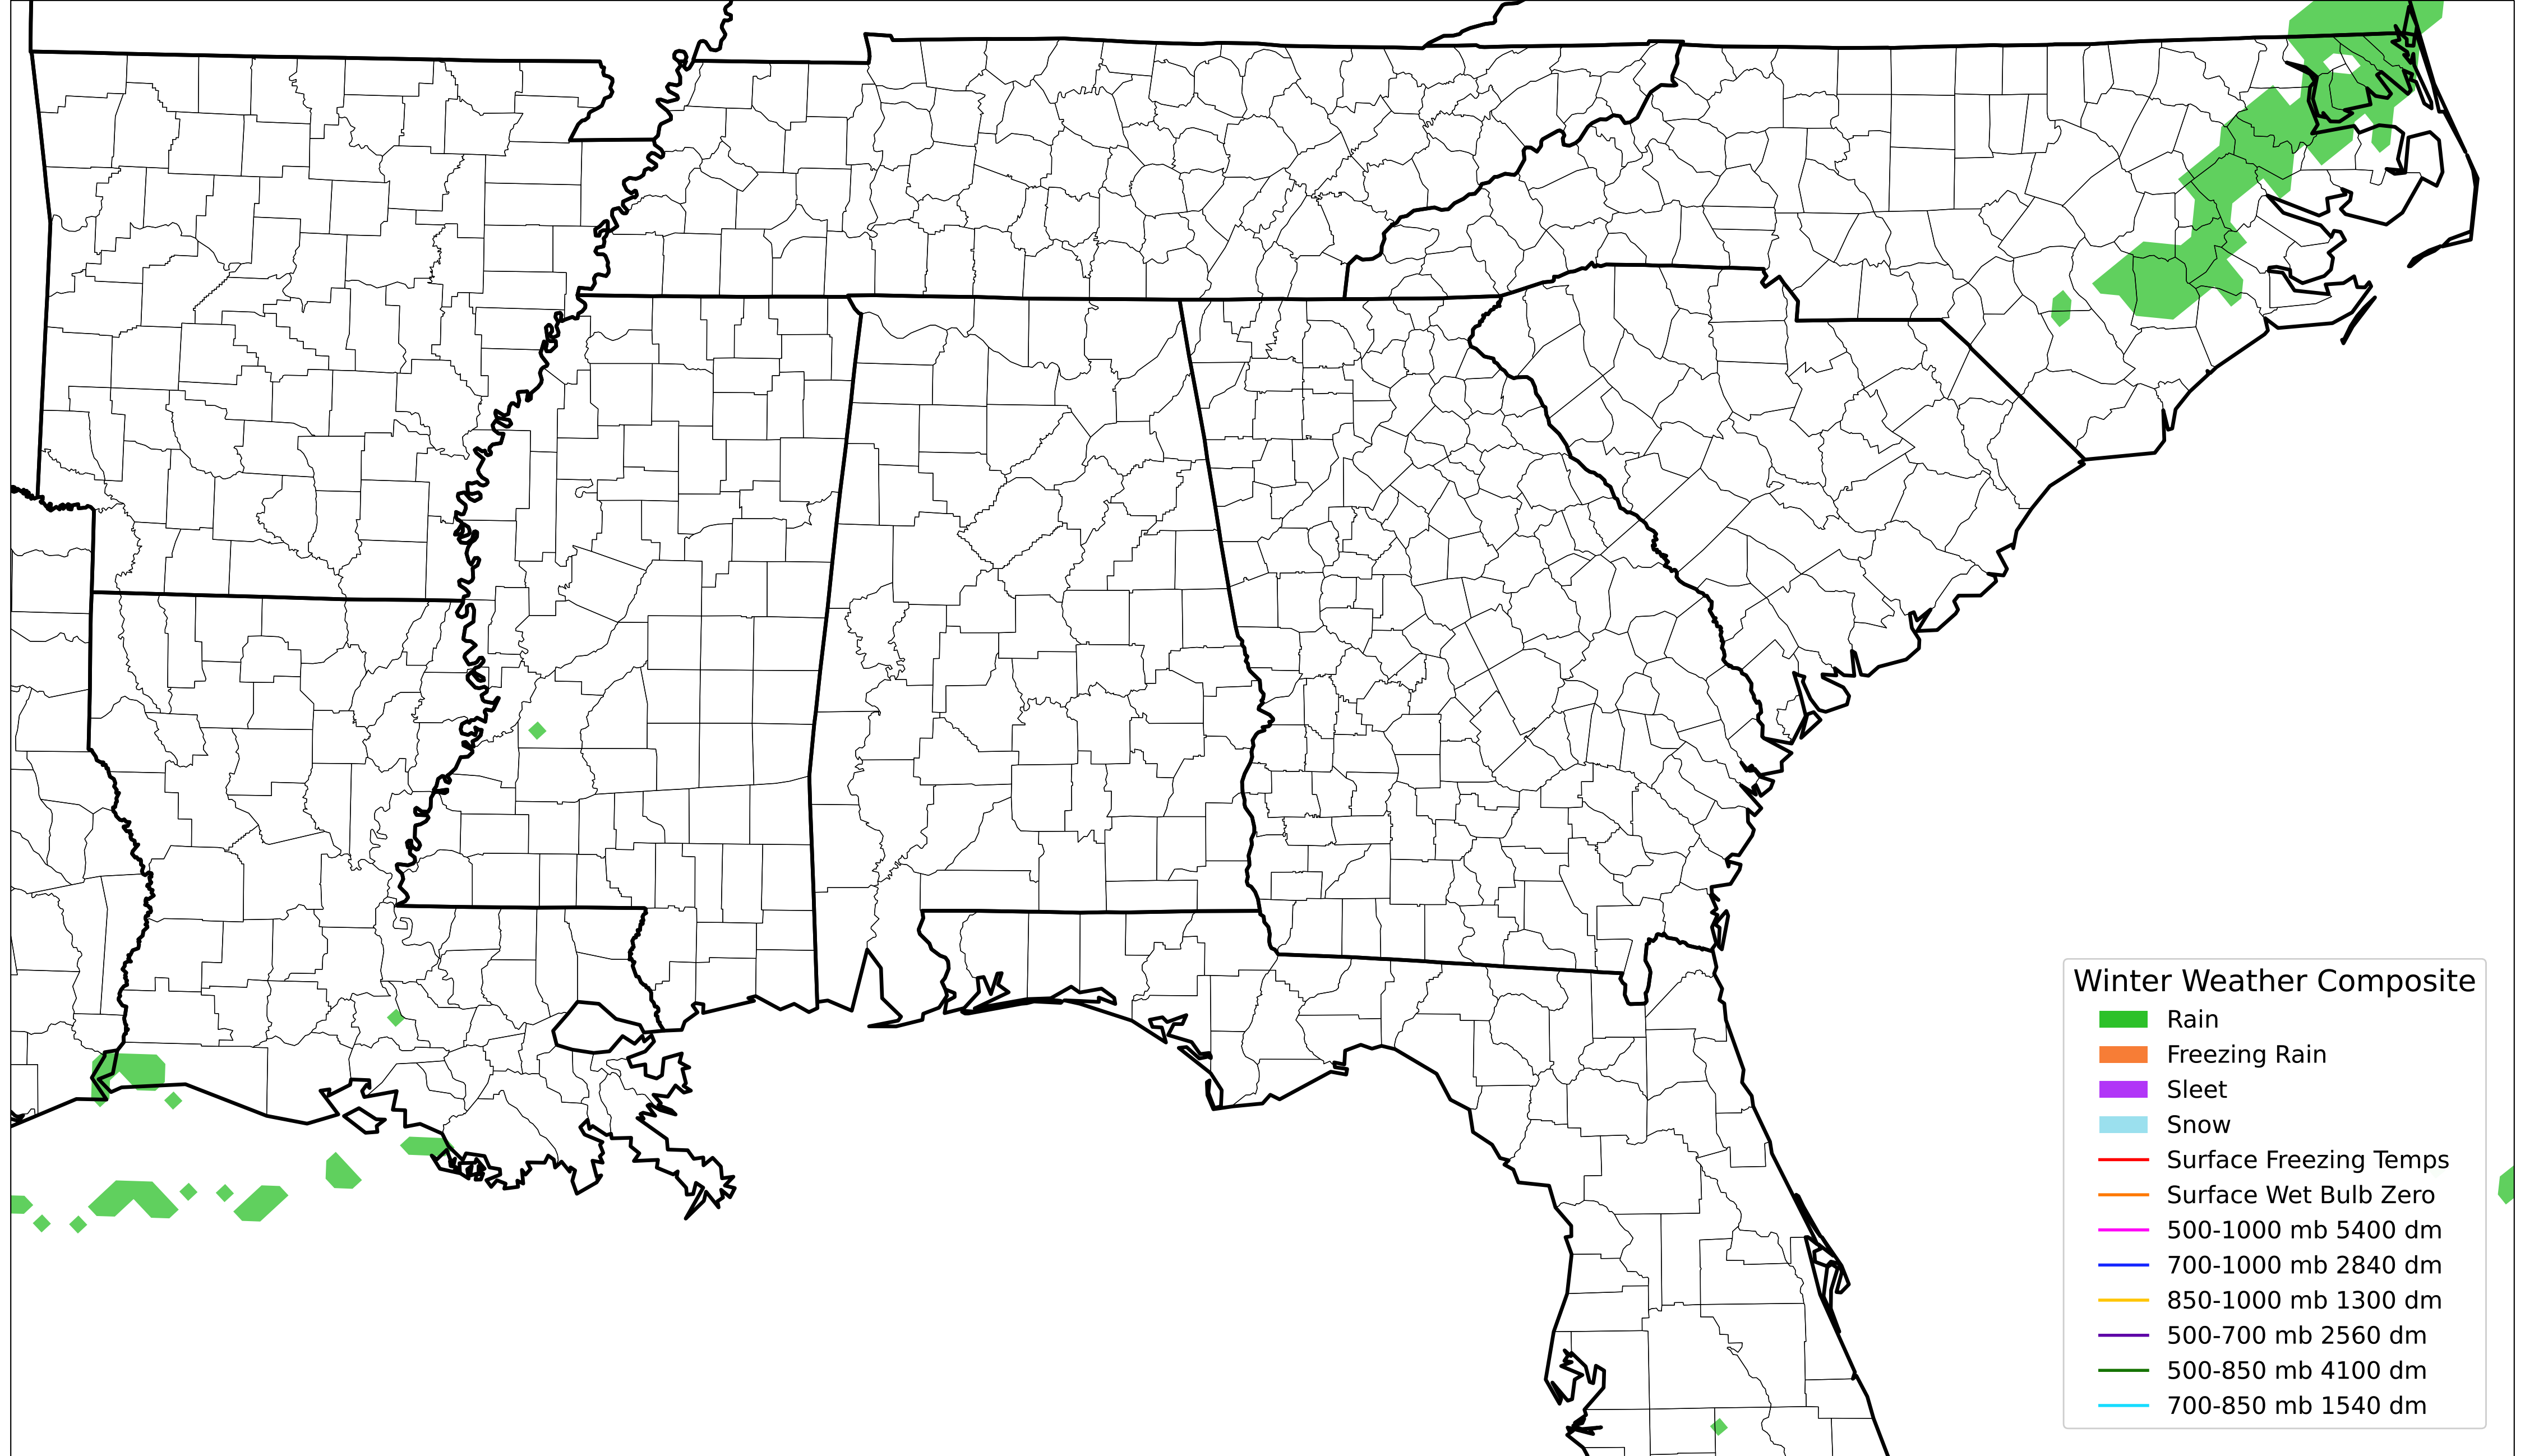 Winter Weather Composite
Rain
Freezing Rain
Sleet
Snow
Surface Freezing Temps
Surface Wet Bulb Zero
500-1000 mb 5400 dm
700-1000 mb 2840 dm
850-1000 mb 1300 dm
500-700 mb 2560 dm
500-850 mb 4100 dm
700-850 mb 1540 dm